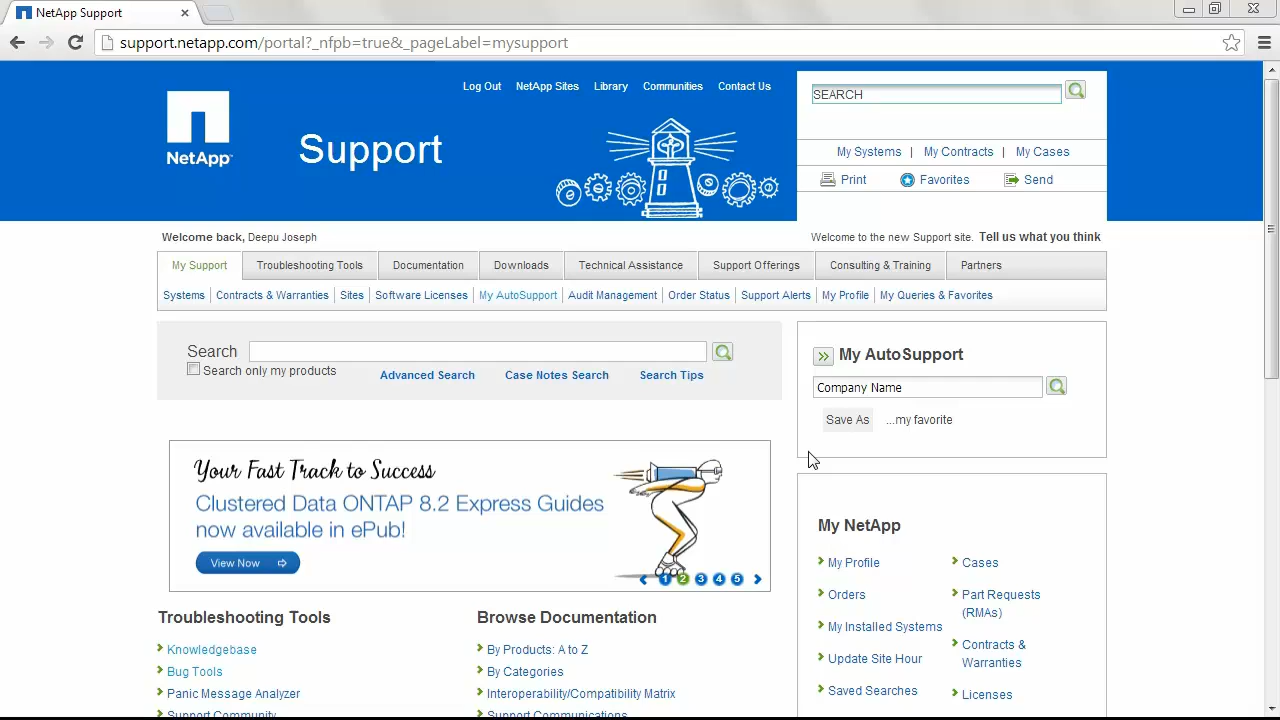 NetApp Support
support.netapp.com/portal?_nfpb=true&_pageLabel=mysupport
Log Out NetApp Sites Library Communities Contact Us
SEARCH
NetApp
Support
My Systems | My Contracts | My Cases
Print Favorites Send
Welcome back, Deepu Joseph
Welcome to the new Support site. Tell us what you think
My Support Troubleshooting Tools Documentation Downloads Technical Assistance Support Offerings Consulting & Training Partners
Systems Contracts & Warranties Sites Software Licenses My AutoSupport Audit Management Order Status Support Alerts My Profile My Queries & Favorites
Search
Search only my products
Advanced Search Case Notes Search Search Tips
My AutoSupport
Company Name
Save As ...my favorite
Your Fast Track to Success
Clustered Data ONTAP 8.2 Express Guides
now available in ePub!
View Now
1 2 3 4 5
My NetApp
My Profile
Orders
My Installed Systems
Update Site Hour
Saved Searches
Cases
Part Requests
(RMAs)
Contracts &
Warranties
Licenses
Troubleshooting Tools
Knowledgebase
Bug Tools
Panic Message Analyzer
Support Community
Browse Documentation
By Products: A to Z
By Categories
Interoperability/Compatibility Matrix
Support Communications